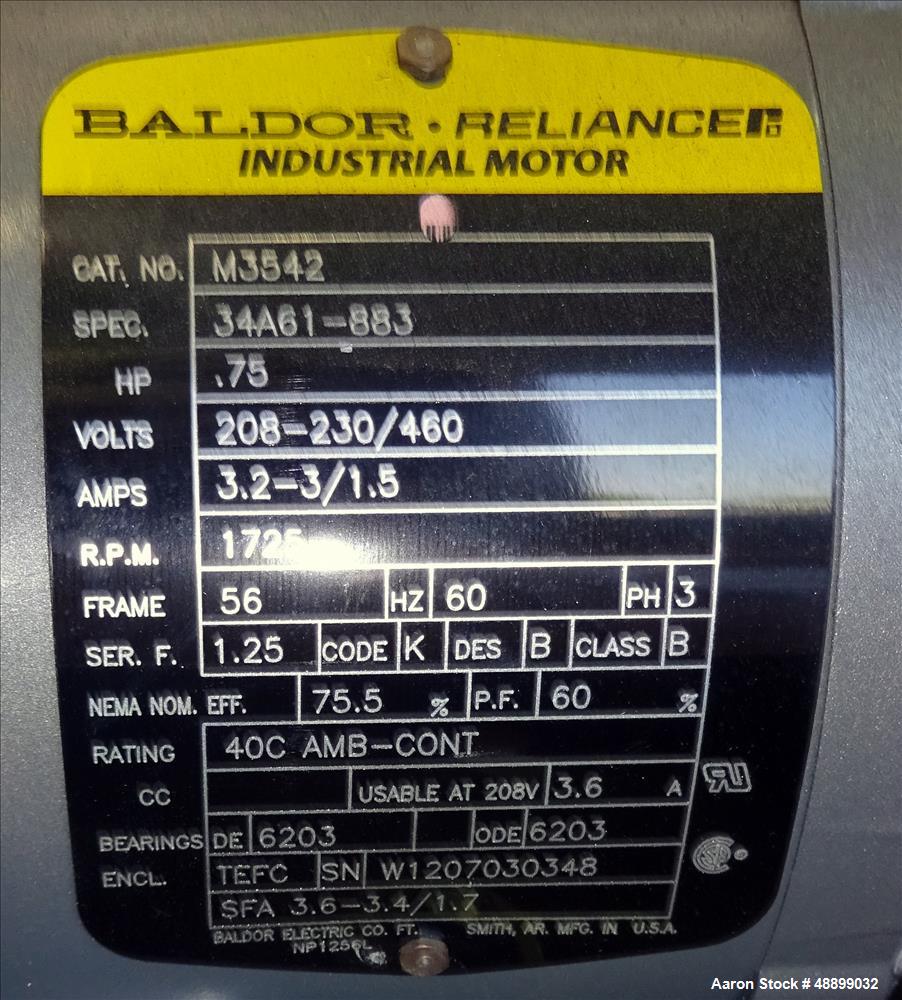 BALDOR · RELIANCE
INDUSTRIAL MOTOR
CAT. NO. M3542
SPEC. 34A61-883
HP .75
VOLTS 208-230/460
AMPS 3.2-3/1.5
R.P.M. 1725
FRAME 56 HZ 60 PH 3
SER. F. 1.25 CODE K DES B CLASS B
NEMA NOM. EFF. 75.5 % P.F. 60 %
RATING 40C AMB-CONT
CC USABLE AT 208V 3.6 A
BEARINGS DE 6203 ODE 6203
ENCL. TEFC SN W1207030348
SFA 3.6-3.4/1.7
BALDOR ELECTRIC CO. FT. SMITH, AR. MFG. IN U.S.A.
NP1256L
Aaron Stock # 48899032